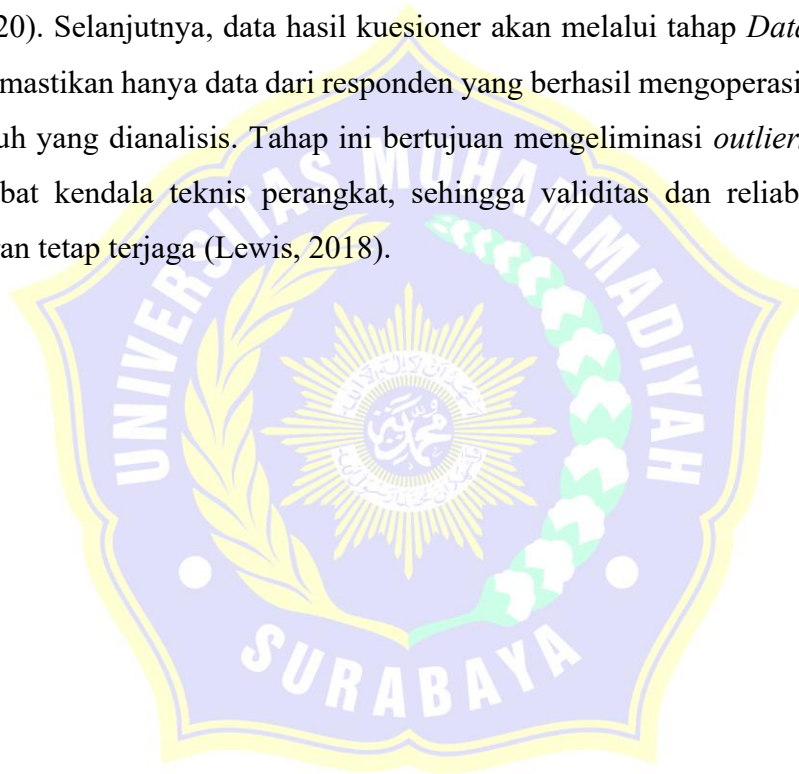 20). Selanjutnya, data hasil kuesioner akan melalui tahap Data
mastikan hanya data dari responden yang berhasil mengoperasi
uh yang dianalisis. Tahap ini bertujuan mengeliminasi outlier
bat kendala teknis perangkat, sehingga validitas dan reliab
ran tetap terjaga (Lewis, 2018).
UNIVERSITAS MUHAMMADIYAH
محمد
SURABAYA